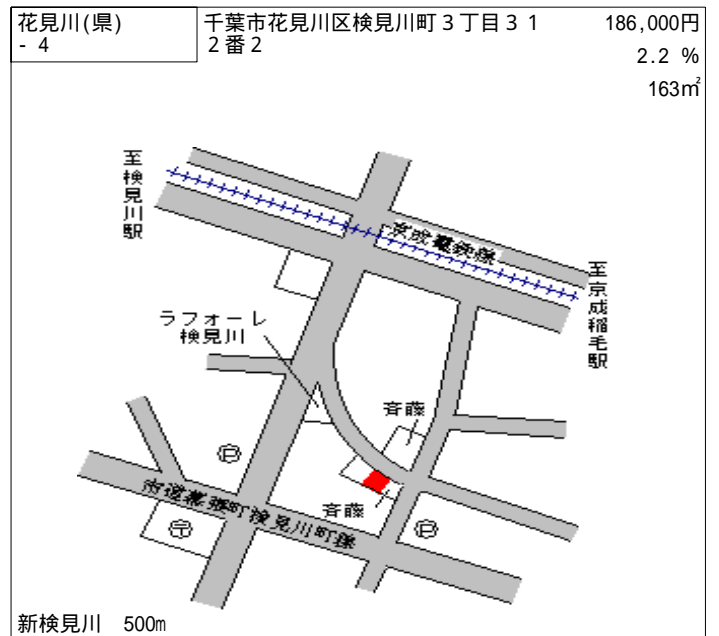 花見川(県)
- 4
千葉市花見川区検見川町３丁目３１
２番２
186,000円
2.2 %
163㎡
至検見川駅
京成電鉄線
至京成稲毛駅
ラフォーレ
検見川
斉藤
Ⓟ
市道幕張町検見川町線
斉藤
Ⓟ
〶
新検見川 500m